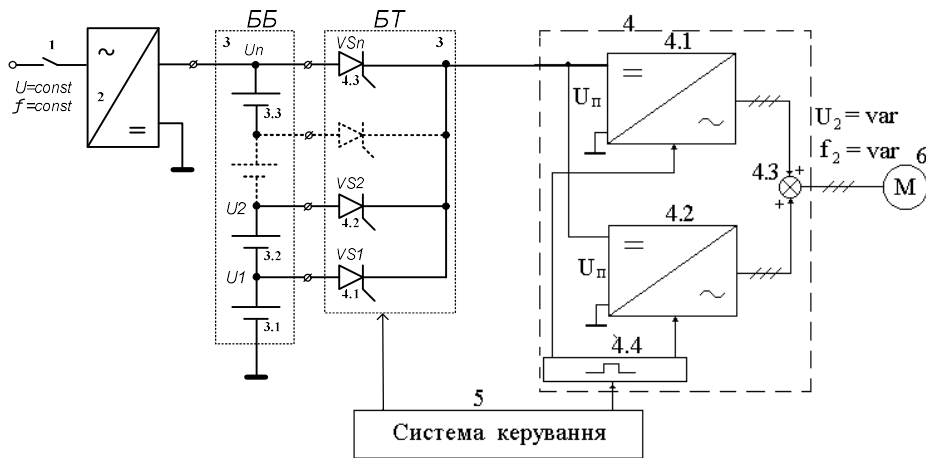 ББ
БТ
4
4.1
1
3
Un
VSn
3
U=const
f=const
2
4.3
3.3
Uп
U₂ = var
f₂ = var
6
4.3
+
+
M
U2
VS2
4.2
4.2
3.2
U1
VS1
Uп
4.1
3.1
4.4
5
Система керування